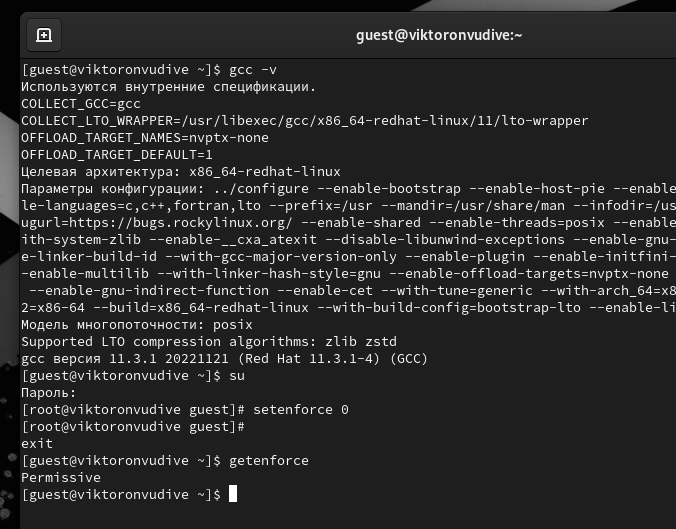 guest@viktoronvudive:~
[guest@viktoronvudive ~]$ gcc -v
Используются внутренние спецификации.
COLLECT_GCC=gcc
COLLECT_LTO_WRAPPER=/usr/libexec/gcc/x86_64-redhat-linux/11/lto-wrapper
OFFLOAD_TARGET_NAMES=nvptx-none
OFFLOAD_TARGET_DEFAULT=1
Целевая архитектура: x86_64-redhat-linux
Параметры конфигурации: ../configure --enable-bootstrap --enable-host-pie --enable
le-languages=c,c++,fortran,lto --prefix=/usr --mandir=/usr/share/man --infodir=/us
ugurl=https://bugs.rockylinux.org/ --enable-shared --enable-threads=posix --enable
ith-system-zlib --enable-__cxa_atexit --disable-libunwind-exceptions --enable-gnu-
e-linker-build-id --with-gcc-major-version-only --enable-plugin --enable-initfini-
-enable-multilib --with-linker-hash-style=gnu --enable-offload-targets=nvptx-none
--enable-gnu-indirect-function --enable-cet --with-tune=generic --with-arch_64=x8
2=x86-64 --build=x86_64-redhat-linux --with-build-config=bootstrap-lto --enable-li
Модель многопоточности: posix
Supported LTO compression algorithms: zlib zstd
gcc версия 11.3.1 20221121 (Red Hat 11.3.1-4) (GCC)
[guest@viktoronvudive ~]$ su
Пароль:
[root@viktoronvudive guest]# setenforce 0
[root@viktoronvudive guest]#
exit
[guest@viktoronvudive ~]$ getenforce
Permissive
[guest@viktoronvudive ~]$